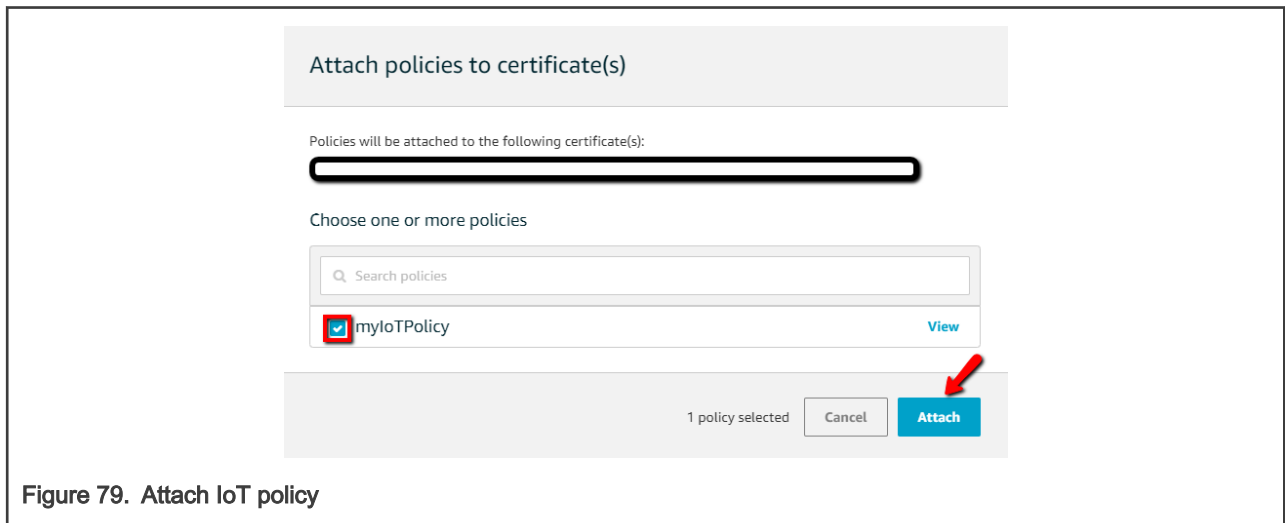 Attach policies to certificate(s)
Policies will be attached to the following certificate(s):
Choose one or more policies
Search policies
myIoTPolicy View
1 policy selected Cancel Attach
Figure 79. Attach IoT policy